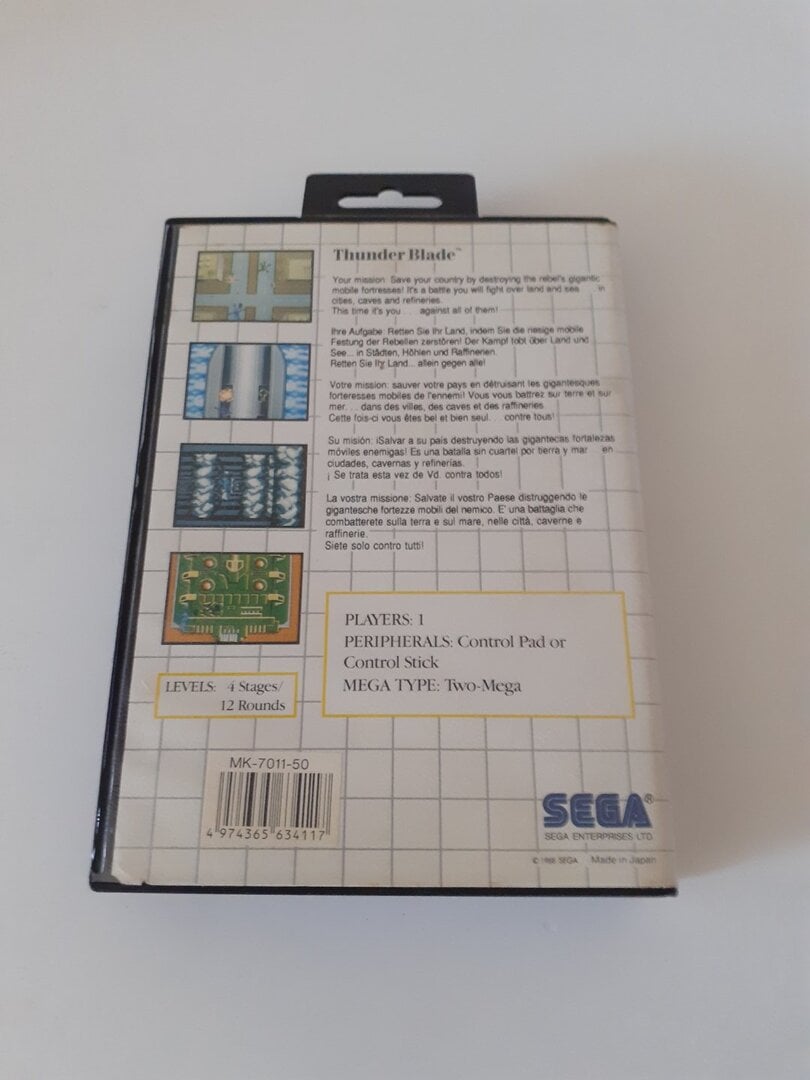 Thunder Blade™
Your mission: Save your country by destroying the rebel's gigantic
mobile fortresses! It's a battle you will fight over land and sea . . . in
cities, caves and refineries.
This time it's you . . . against all of them!
Ihre Aufgabe: Retten Sie Ihr Land, indem Sie die riesige mobile
Festung der Rebellen zerstören! Der Kampf tobt über Land und
See... in Städten, Höhlen und Raffinerien.
Retten Sie Ihr Land... allein gegen alle!
Votre mission: sauver votre pays en détruisant les gigantesques
forteresses mobiles de l'ennemi! Vous vous battrez sur terre et sur
mer. . . dans des villes, des caves et des raffineries.
Cette fois-ci vous êtes bel et bien seul. . . contre tous!
Su misión: ¡Salvar a su país destruyendo las gigantecas fortalezas
móviles enemigas! Es una batalla sin cuartel por tierra y mar en
ciudades, cavernas y refinerías.
¡ Se trata esta vez de Vd. contra todos!
La vostra missione: Salvate il vostro Paese distruggendo le
gigantesche fortezze mobili del nemico. E' una battaglia che
combatterete sulla terra e sul mare, nelle città, caverne e
raffinerie.
Siete solo contro tutti!
PLAYERS: 1
PERIPHERALS: Control Pad or
Control Stick
MEGA TYPE: Two-Mega
LEVELS: 4 Stages/
12 Rounds
MK-7011-50
4 974365 634117
SEGA®
SEGA ENTERPRISES LTD.
© 1988 SEGA Made in Japan